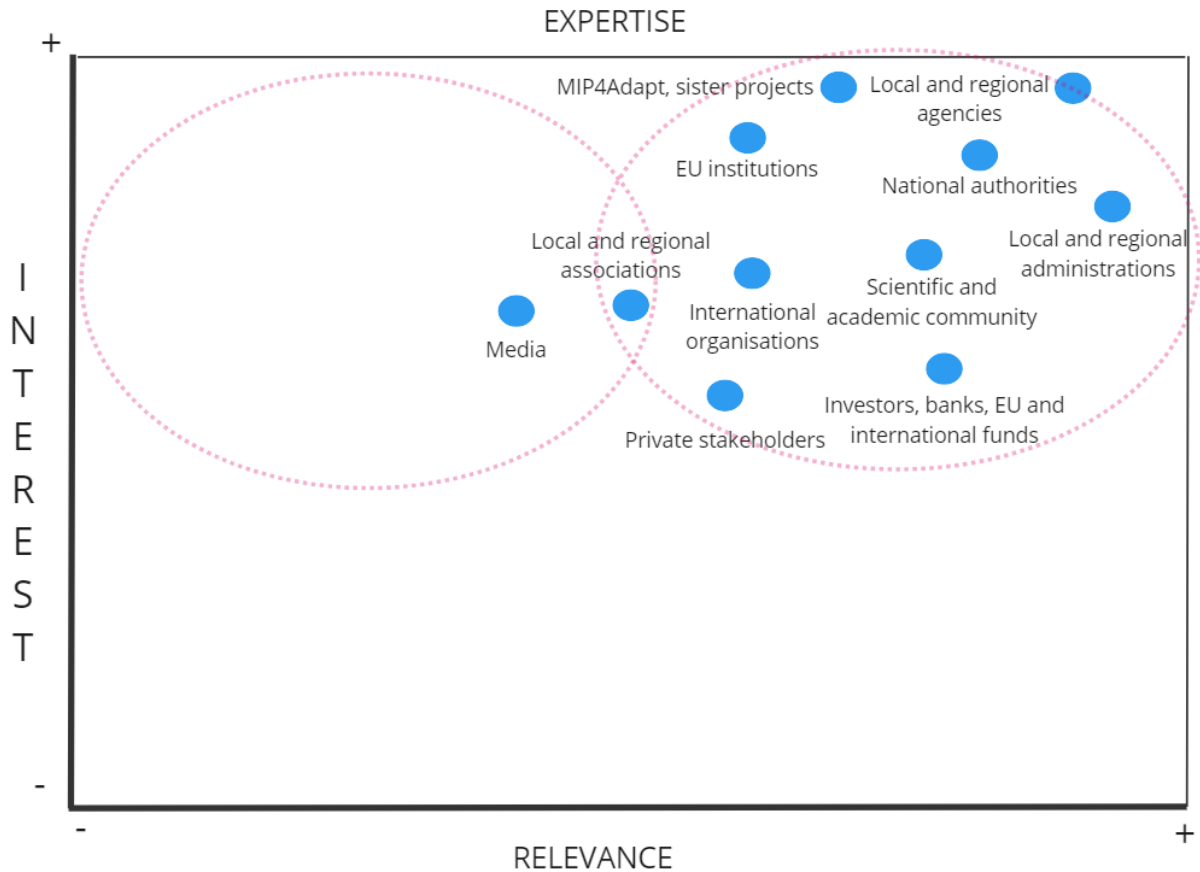 EXPERTISE
+
MIP4Adapt, sister projects
Local and regional
agencies
EU institutions
National authorities
Local and regional
associations
Local and regional
administrations
Scientific and
academic community
International
organisations
Media
Investors, banks, EU and
international funds
Private stakeholders
INTEREST
-
-
+
RELEVANCE